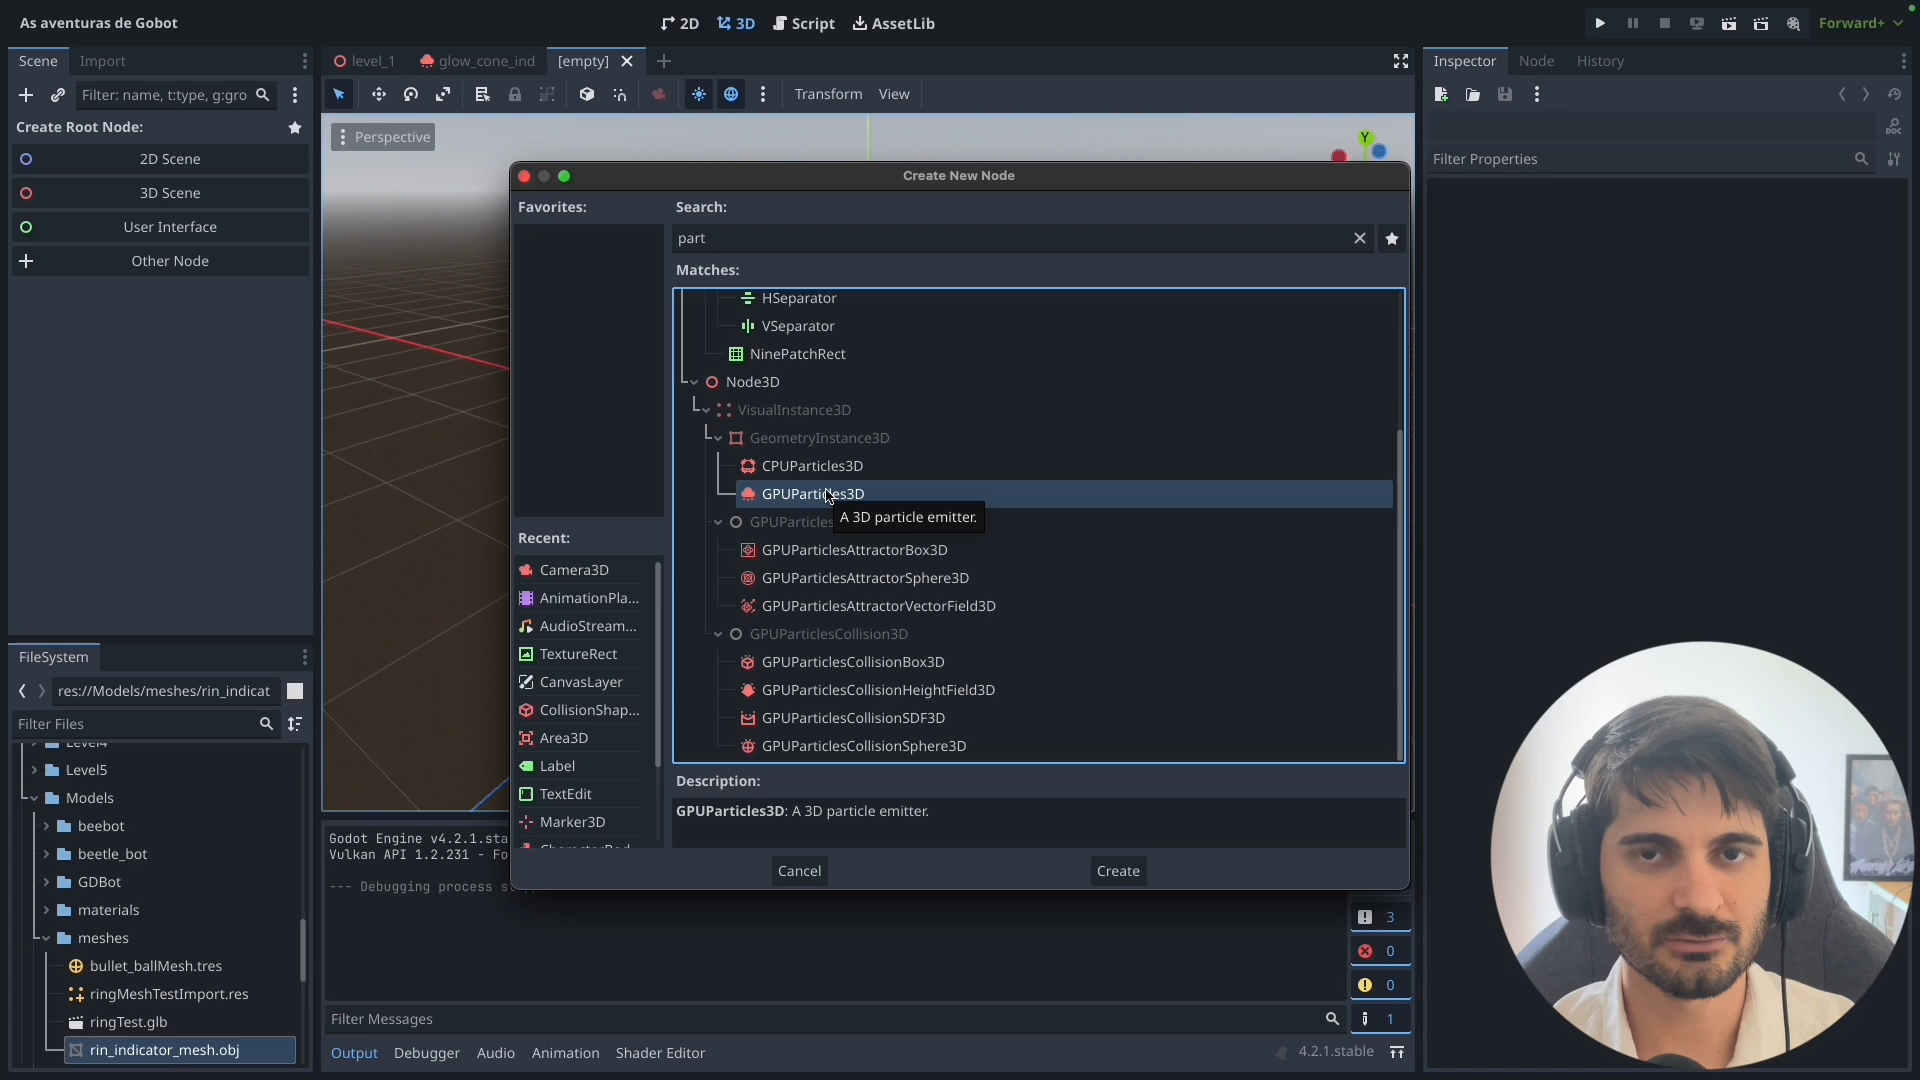 As aventuras de Gobot
2D
3D
Script
AssetLib
Forward+
Scene
Import
level_1
glow_cone_ind
[empty]
Inspector
Node
History
Filter: name, t:type, g:gro
Transform
View
Create Root Node:
2D Scene
3D Scene
User Interface
Other Node
Perspective
Y
DOC
Filter Properties
Create New Node
Favorites:
Search:
part
Matches:
HSeparator
VSeparator
NinePatchRect
Node3D
VisualInstance3D
GeometryInstance3D
CPUParticles3D
GPUParticles3D
A 3D particle emitter.
GPUParticles
GPUParticlesAttractorBox3D
GPUParticlesAttractorSphere3D
GPUParticlesAttractorVectorField3D
GPUParticlesCollision3D
GPUParticlesCollisionBox3D
GPUParticlesCollisionHeightField3D
GPUParticlesCollisionSDF3D
GPUParticlesCollisionSphere3D
Recent:
Camera3D
AnimationPla...
AudioStream...
TextureRect
CanvasLayer
CollisionShap...
Area3D
Label
TextEdit
Marker3D
Description:
GPUParticles3D: A 3D particle emitter.
Cancel
Create
FileSystem
res://Models/meshes/rin_indicat
Filter Files
Level4
Level5
Models
beebot
beetle_bot
GDBot
materials
meshes
bullet_ballMesh.tres
ringMeshTestImport.res
ringTest.glb
rin_indicator_mesh.obj
Godot Engine v4.2.1.sta
Vulkan API 1.2.231 - Fo
--- Debugging process s
3
0
0
1
Filter Messages
Output
Debugger
Audio
Animation
Shader Editor
4.2.1.stable